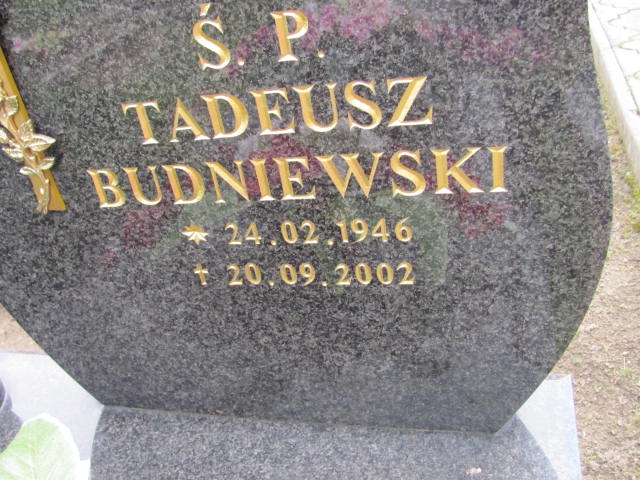 Ś. P.
TADEUSZ
BUDNIEWSKI
* 24.02.1946
† 20.09.2002